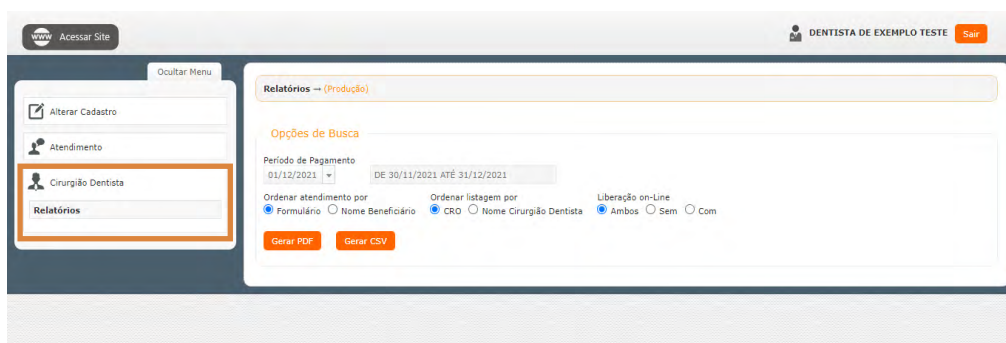 www Acessar Site
DENTISTA DE EXEMPLO TESTE Sair
Ocultar Menu
Alterar Cadastro
Atendimento
Cirurgião Dentista
Relatórios
Relatórios → (Produção)
Opções de Busca
Período de Pagamento
01/12/2021 DE 30/11/2021 ATÉ 31/12/2021
Ordenar atendimento por Ordenar listagem por Liberação on-Line
Formulário Nome Beneficiário CRO Nome Cirurgião Dentista Ambos Sem Com
Gerar PDF Gerar CSV